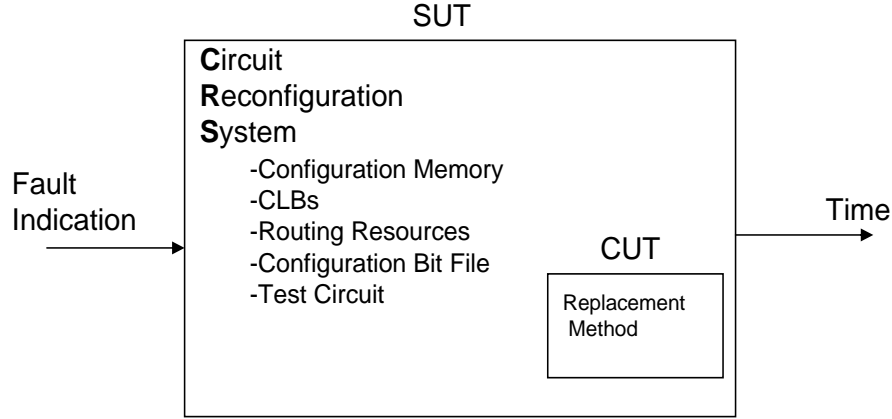 SUT
Circuit
Reconfiguration
System
-Configuration Memory
-CLBs
-Routing Resources
-Configuration Bit File
-Test Circuit
Fault
Indication
Time
CUT
Replacement
Method